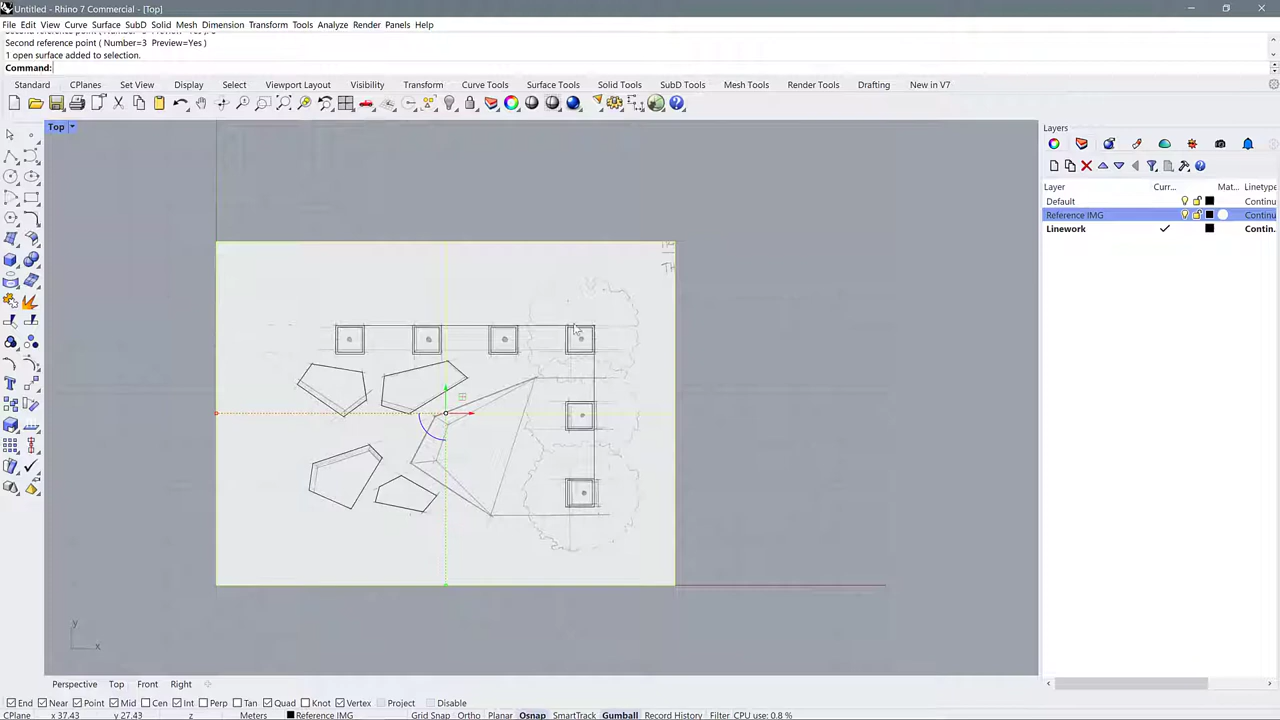 Untitled - Rhino 7 Commercial - [Top]
File Edit View Curve Surface SubD Solid Mesh Dimension Transform Tools Analyze Render Panels Help
Second reference point ( Number=3 Preview=Yes )
1 open surface added to selection.
Command:
Standard CPlanes Set View Display Select Viewport Layout Visibility Transform Curve Tools Surface Tools Solid Tools SubD Tools Mesh Tools Render Tools Drafting New in V7
Top
Layers
Layer Curr... Mat... Linetype
Default Continu
Reference IMG Continu
Linework Contin.
TH
y
x
Perspective Top Front Right
End Near Point Mid Cen Int Perp Tan Quad Knot Vertex Project Disable
CPlane x 37.43 y 27.43 z Meters Reference IMG Grid Snap Ortho Planar Osnap SmartTrack Gumball Record History Filter CPU use: 0.8 %